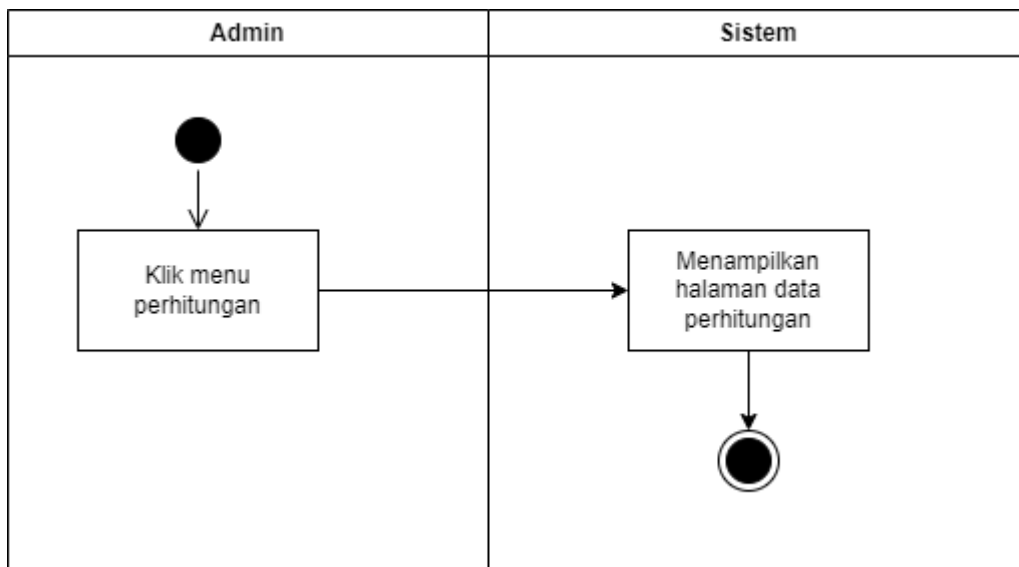 Admin
Sistem
Klik menu
perhitungan
Menampilkan
halaman data
perhitungan